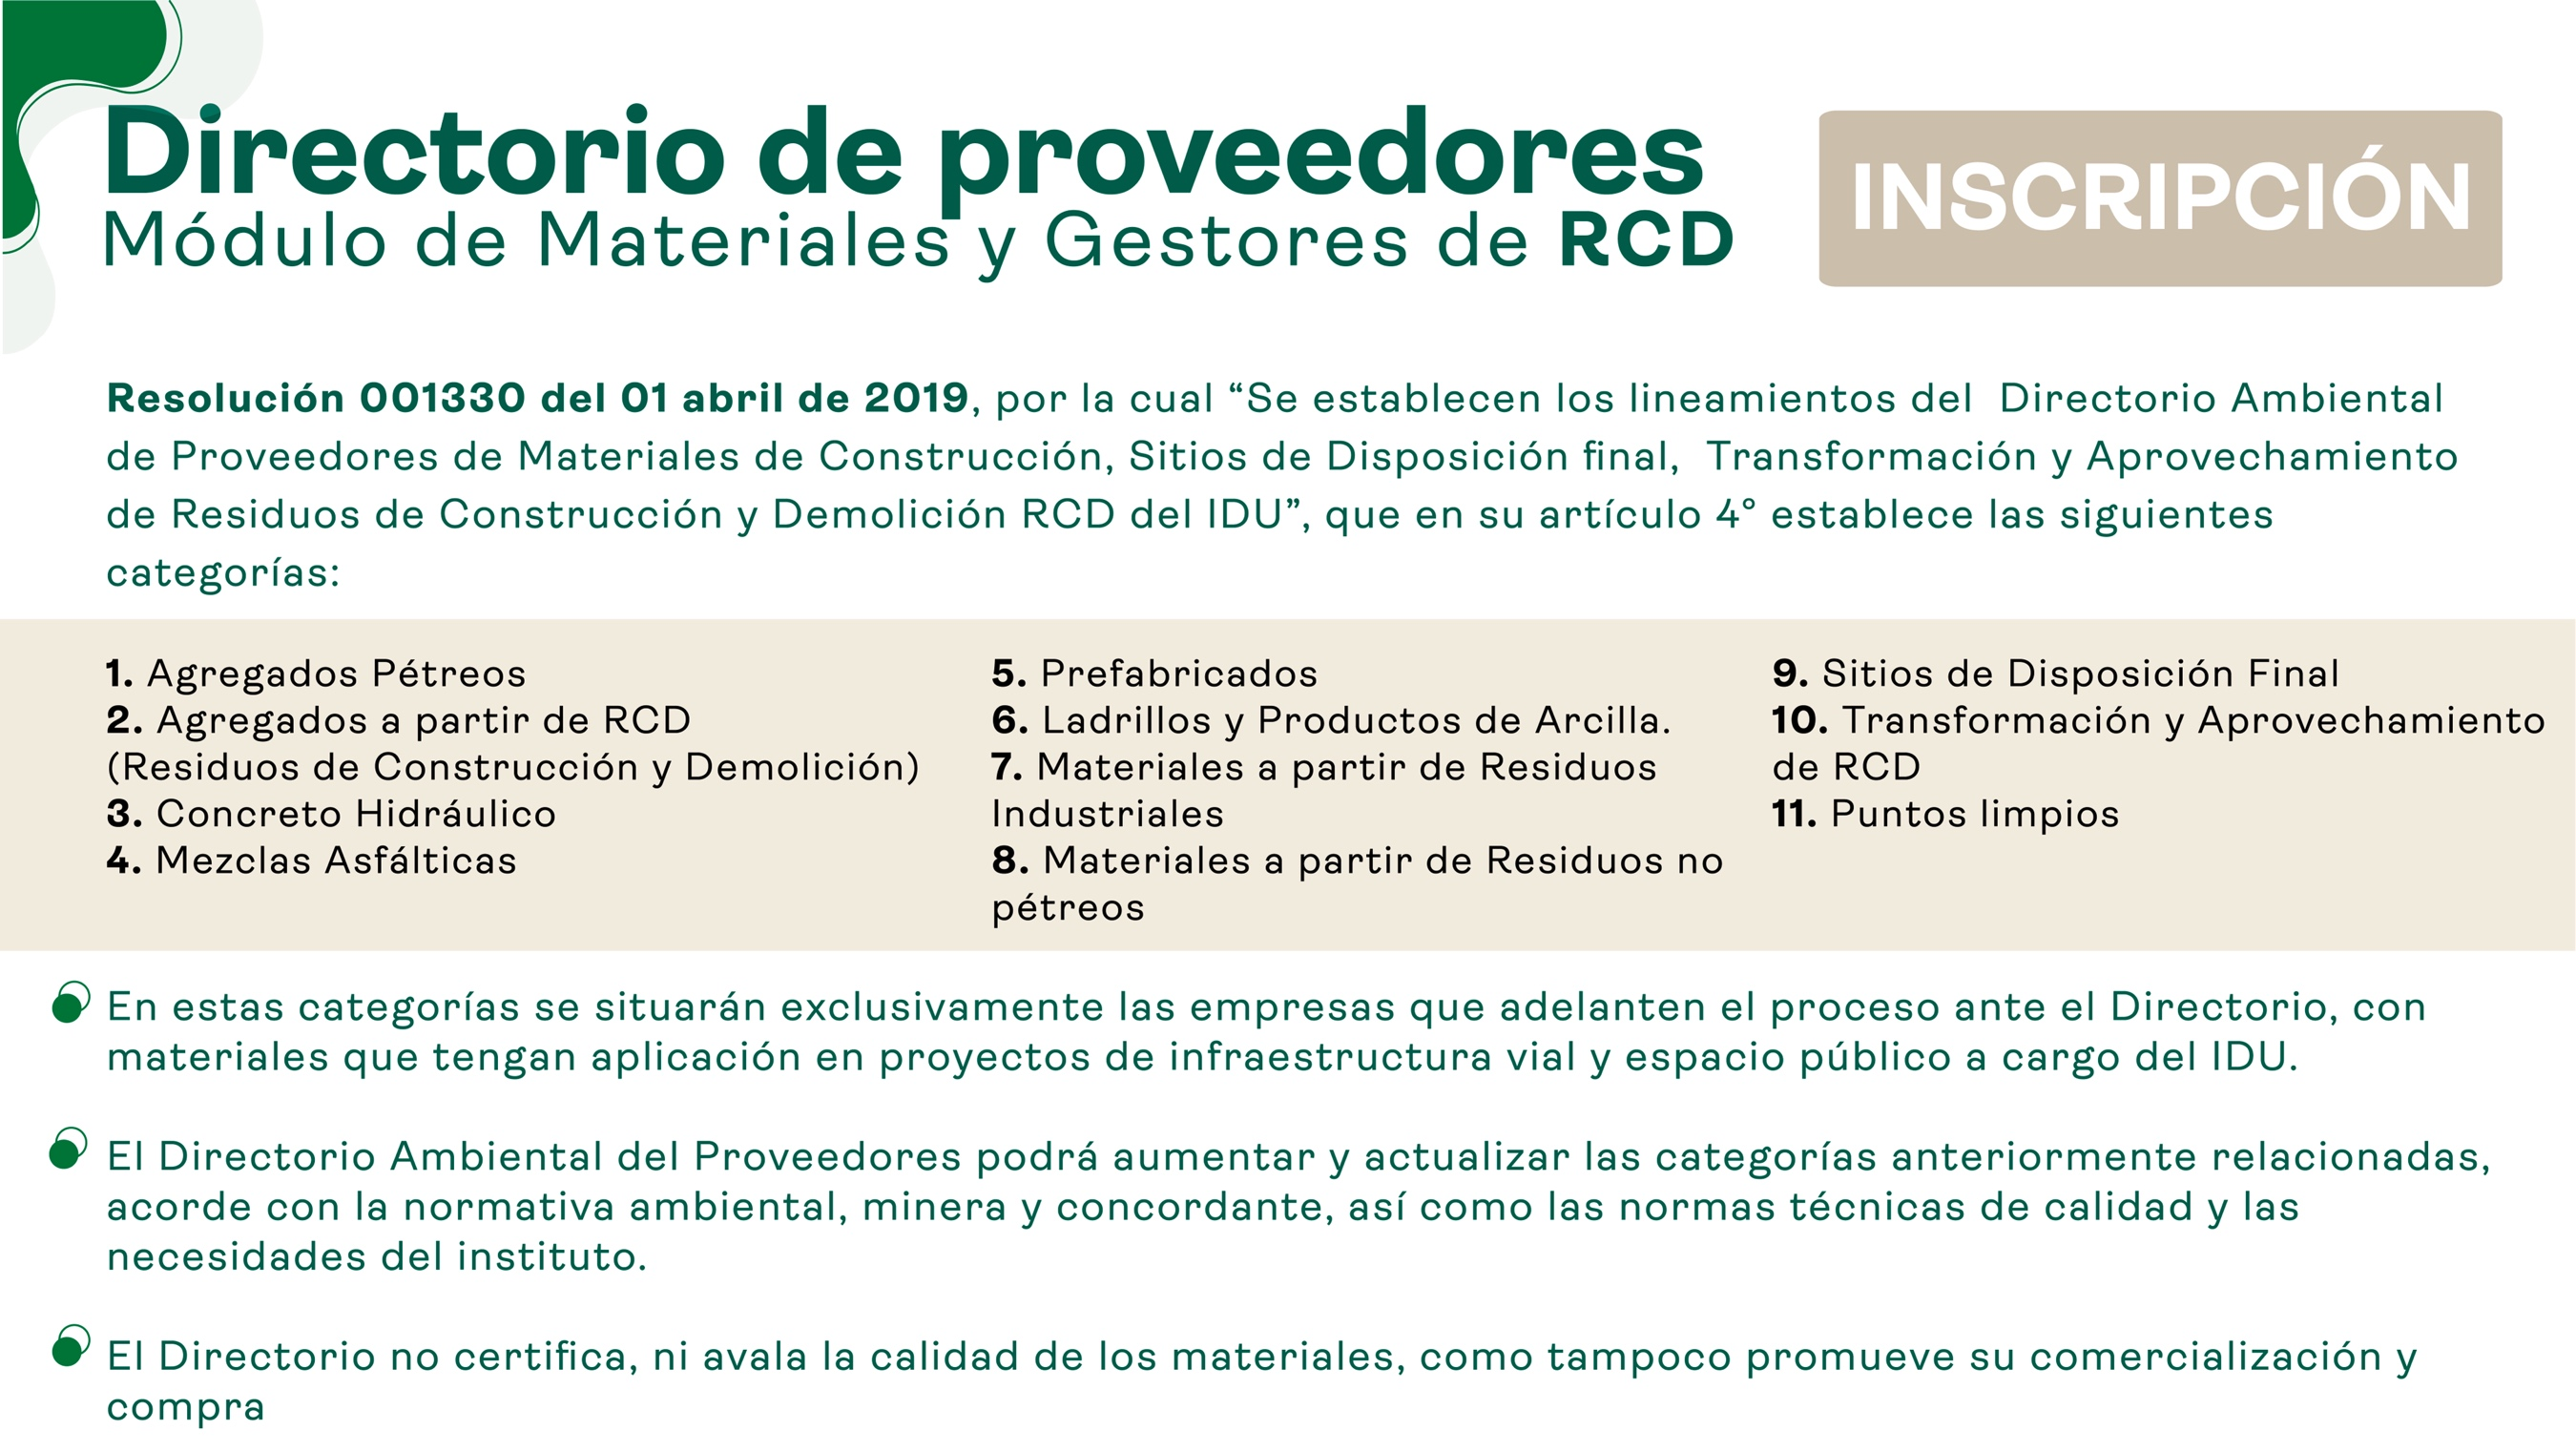 Directorio de proveedores
Módulo de Materiales y Gestores de RCD
INSCRIPCIÓN
Resolución 001330 del 01 abril de 2019, por la cual “Se establecen los lineamientos del Directorio Ambiental
de Proveedores de Materiales de Construcción, Sitios de Disposición final, Transformación y Aprovechamiento
de Residuos de Construcción y Demolición RCD del IDU”, que en su artículo 4° establece las siguientes
categorías:
1. Agregados Pétreos
2. Agregados a partir de RCD
(Residuos de Construcción y Demolición)
3. Concreto Hidráulico
4. Mezclas Asfálticas
5. Prefabricados
6. Ladrillos y Productos de Arcilla.
7. Materiales a partir de Residuos
Industriales
8. Materiales a partir de Residuos no
pétreos
9. Sitios de Disposición Final
10. Transformación y Aprovechamiento
de RCD
11. Puntos limpios
En estas categorías se situarán exclusivamente las empresas que adelanten el proceso ante el Directorio, con
materiales que tengan aplicación en proyectos de infraestructura vial y espacio público a cargo del IDU.
El Directorio Ambiental del Proveedores podrá aumentar y actualizar las categorías anteriormente relacionadas,
acorde con la normativa ambiental, minera y concordante, así como las normas técnicas de calidad y las
necesidades del instituto.
El Directorio no certifica, ni avala la calidad de los materiales, como tampoco promueve su comercialización y
compra